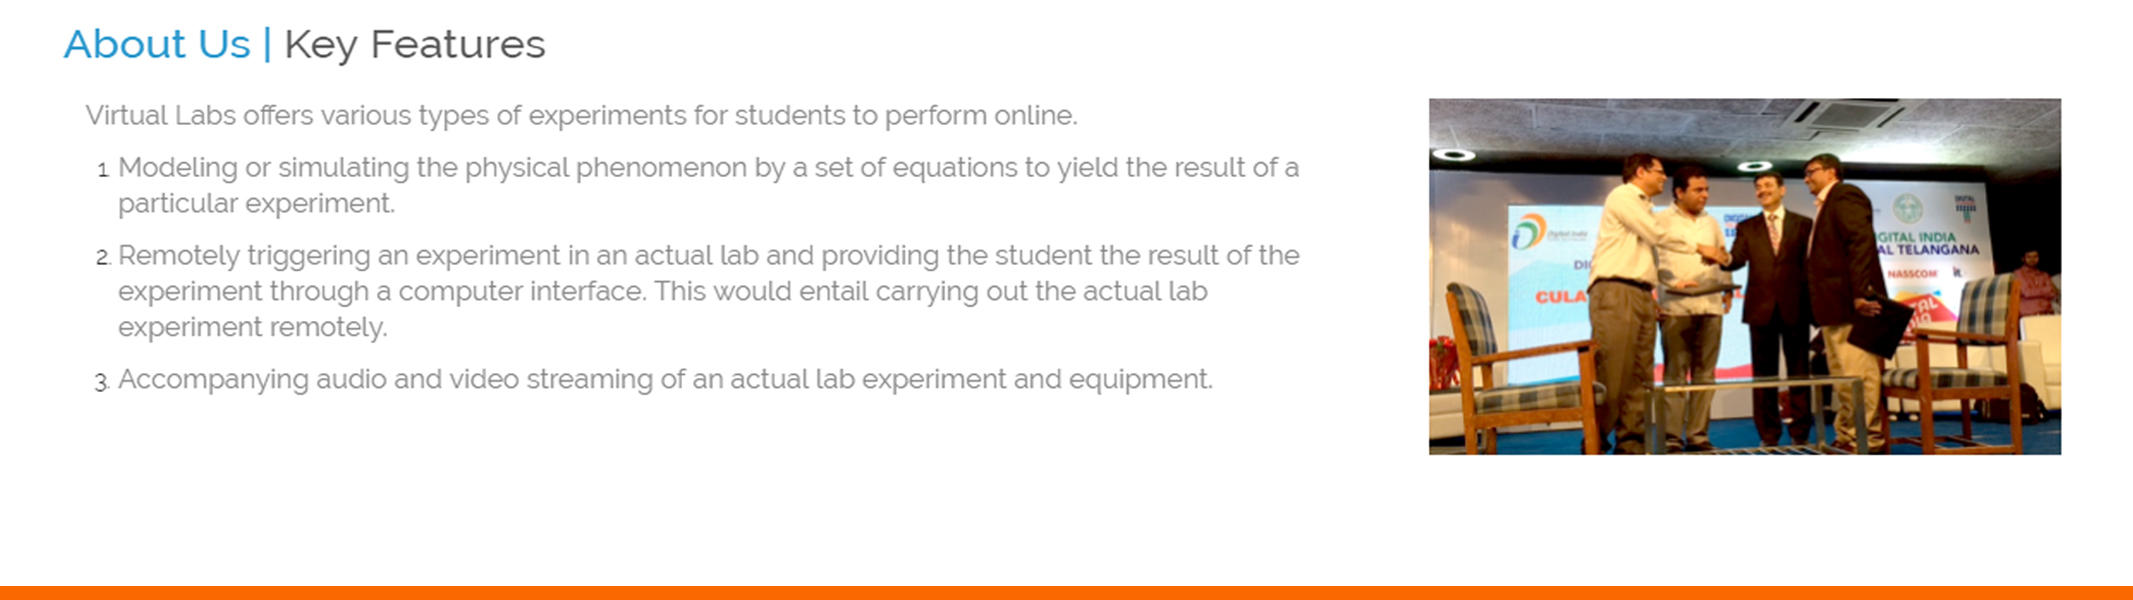 About Us | Key Features
Virtual Labs offers various types of experiments for students to perform online.
1. Modeling or simulating the physical phenomenon by a set of equations to yield the result of a
particular experiment.
2. Remotely triggering an experiment in an actual lab and providing the student the result of the
experiment through a computer interface. This would entail carrying out the actual lab
experiment remotely.
3. Accompanying audio and video streaming of an actual lab experiment and equipment.
Digital India
DIGITAL
IGITAL INDIA
AL TELANGANA
NASSCOM
it
CULA